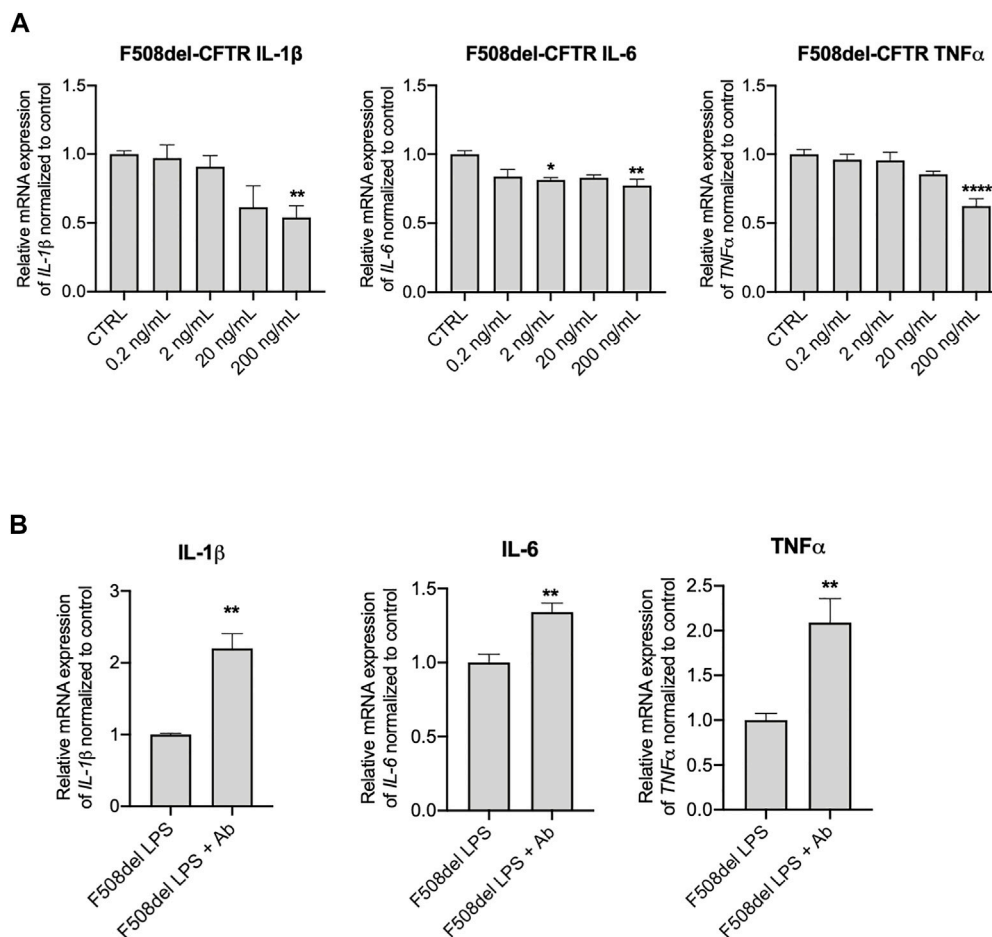 A
F508del-CFTR IL-1β
Relative mRNA expression
of IL-1β normalized to control
1.5
1.0
0.5
0.0
**
CTRL
0.2 ng/mL
2 ng/mL
20 ng/mL
200 ng/mL
F508del-CFTR IL-6
Relative mRNA expression
of IL-6 normalized to control
1.5
1.0
0.5
0.0
*
**
CTRL
0.2 ng/mL
2 ng/mL
20 ng/mL
200 ng/mL
F508del-CFTR TNFα
Relative mRNA expression
of TNFα normalized to control
1.5
1.0
0.5
0.0
****
CTRL
0.2 ng/mL
2 ng/mL
20 ng/mL
200 ng/mL
B
IL-1β
Relative mRNA expression
of IL-1β normalized to control
3
2
1
0
**
F508del LPS
F508del LPS + Ab
IL-6
Relative mRNA expression
of IL-6 normalized to control
1.5
1.0
0.5
0.0
**
F508del LPS
F508del LPS + Ab
TNFα
Relative mRNA expression
of TNFα normalized to control
2.5
2.0
1.5
1.0
0.5
0.0
**
F508del LPS
F508del LPS + Ab